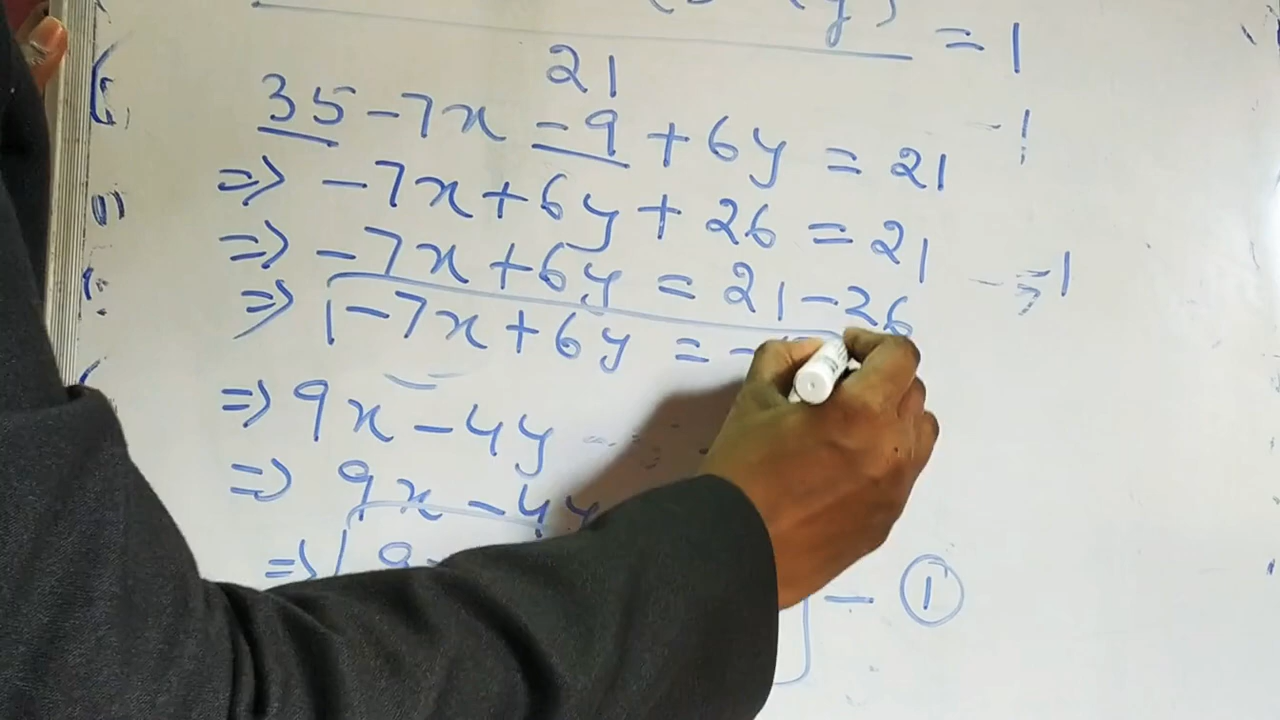 y) = 1
21
35 - 7x - 9 + 6y = 21
⇒ - 7x + 6y + 26 = 21
⇒ - 7x + 6y = 21 - 26
⇒ - 7x + 6y = -
⇒ 9x - 4y
⇒ 9x - 4y
⇒ 9 - ①